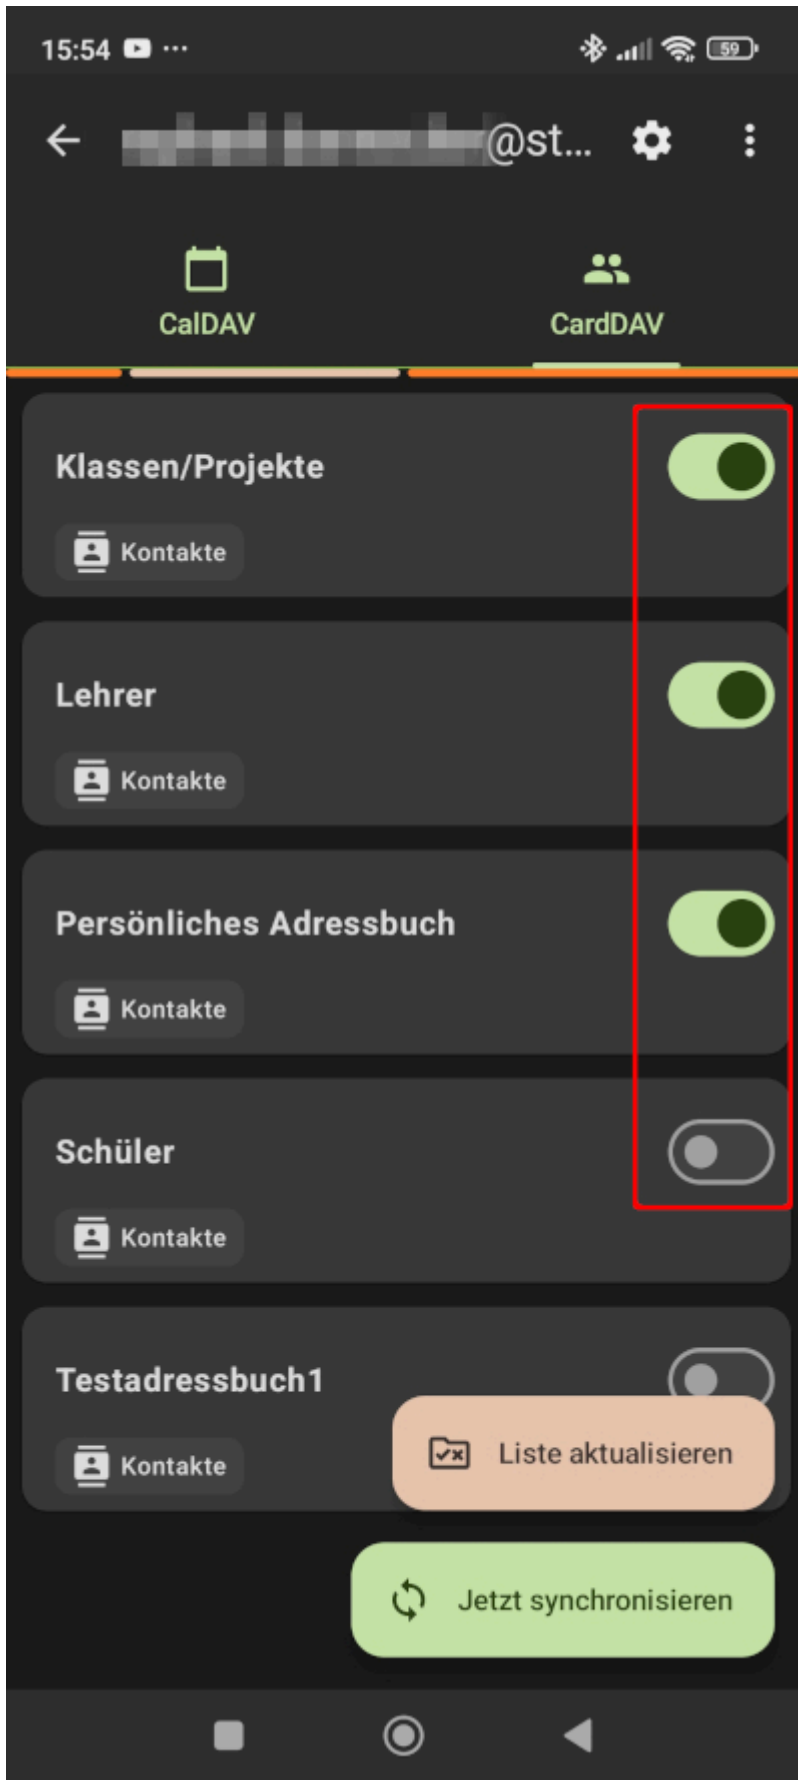 15:54 ...
59
@st...
CalDAV
CardDAV
Klassen/Projekte
Kontakte
Lehrer
Kontakte
Persönliches Adressbuch
Kontakte
Schüler
Kontakte
Testadressbuch1
Kontakte
Liste aktualisieren
Jetzt synchronisieren